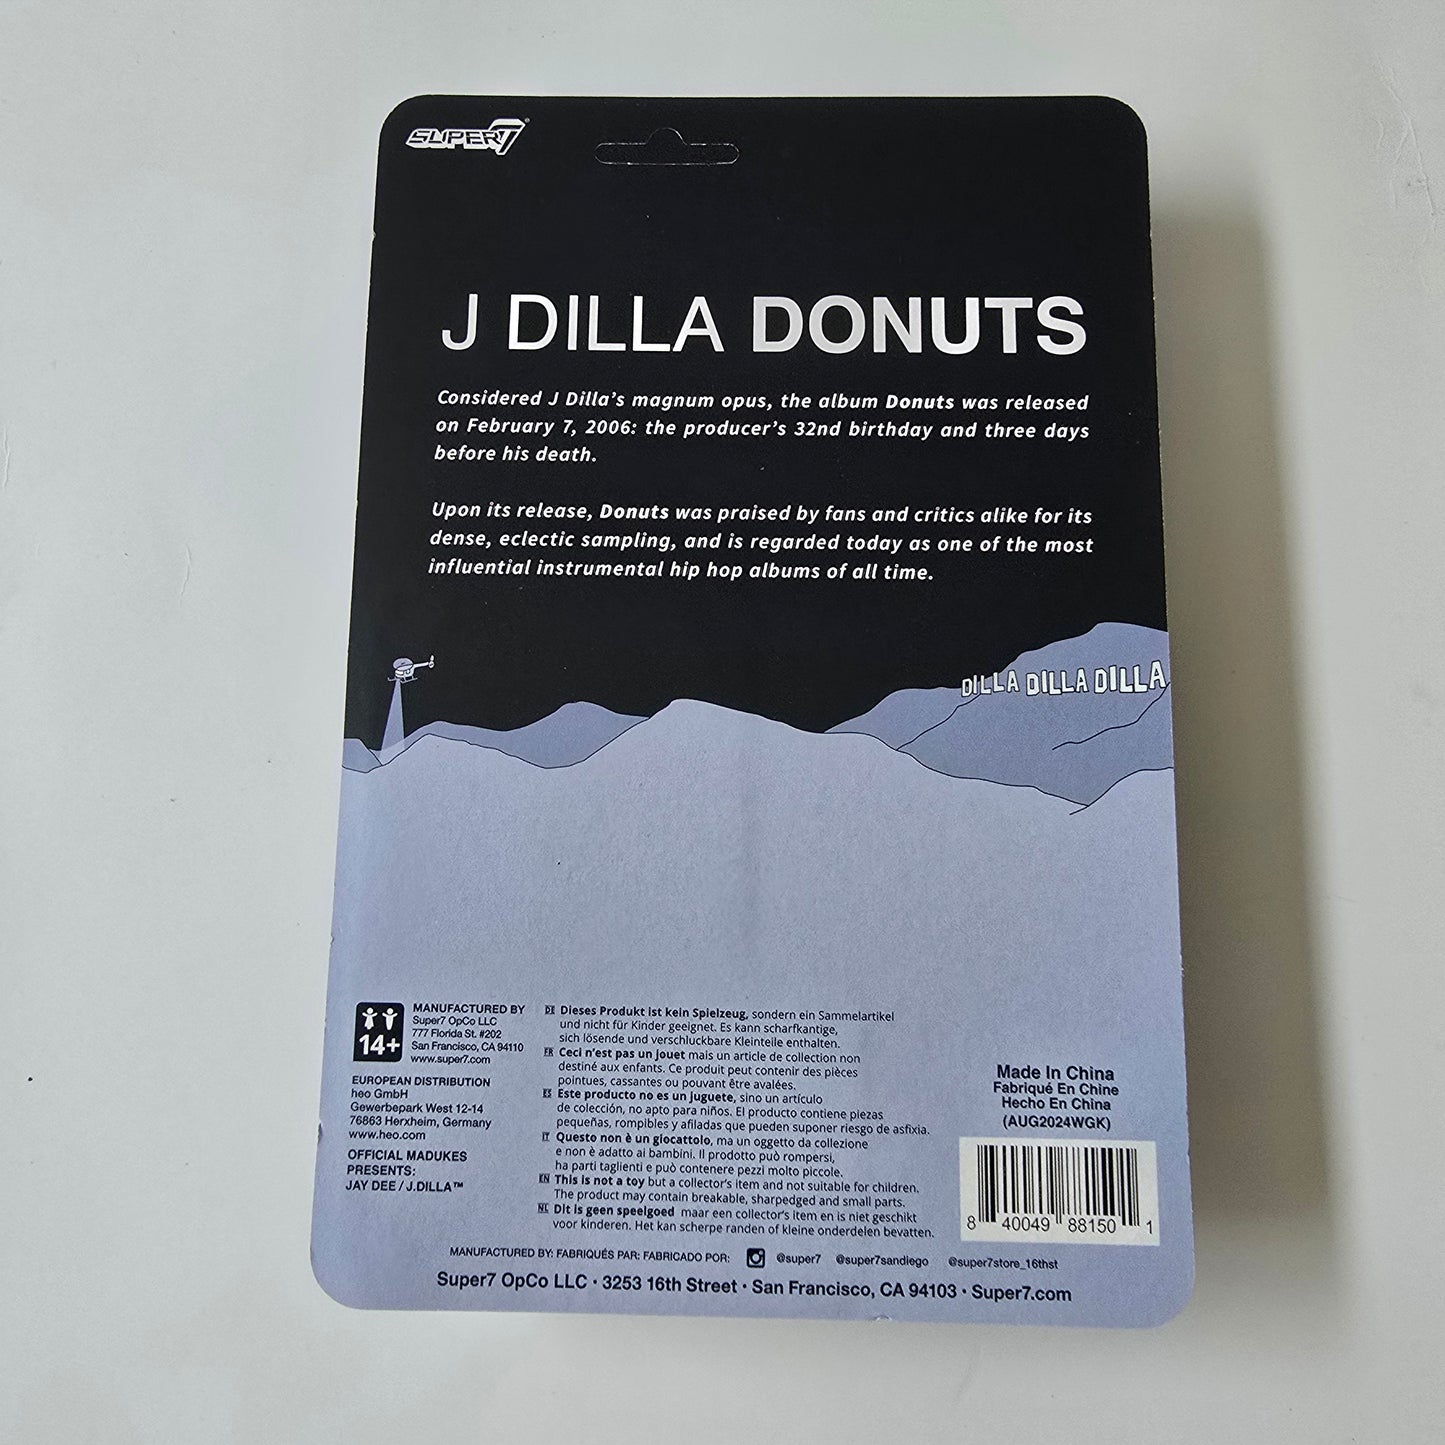 SUPER7®
J DILLA DONUTS
Considered J Dilla's magnum opus, the album Donuts was released
on February 7, 2006: the producer's 32nd birthday and three days
before his death.
Upon its release, Donuts was praised by fans and critics alike for its
dense, eclectic sampling, and is regarded today as one of the most
influential instrumental hip hop albums of all time.
DILLA DILLA DILLA
14+
MANUFACTURED BY
Super7 OpCo LLC
777 Florida St. #202
San Francisco, CA 94110
www.super7.com
EUROPEAN DISTRIBUTION
heo GmbH
Gewerbepark West 12-14
76863 Herxheim, Germany
www.heo.com
OFFICIAL MADUKES
PRESENTS:
JAY DEE / J.DILLA™
DE Dieses Produkt ist kein Spielzeug, sondern ein Sammelartikel
und nicht für Kinder geeignet. Es kann scharfkantige,
sich lösende und verschluckbare Kleinteile enthalten.
FR Ceci n'est pas un jouet mais un article de collection non
destiné aux enfants. Ce produit peut contenir des pièces
pointues, cassantes ou pouvant être avalées.
ES Este producto no es un juguete, sino un artículo
de colección, no apto para niños. El producto contiene piezas
pequeñas, rompibles y afiladas que pueden suponer riesgo de asfixia.
IT Questo non è un giocattolo, ma un oggetto da collezione
e non è adatto ai bambini. Il prodotto può rompersi,
ha parti taglienti e può contenere pezzi molto piccole.
EN This is not a toy but a collector's item and not suitable for children.
The product may contain breakable, sharpedged and small parts.
NL Dit is geen speelgoed maar een collector's item en is niet geschikt
voor kinderen. Het kan scherpe randen of kleine onderdelen bevatten.
Made In China
Fabriqué En Chine
Hecho En China
(AUG2024WGK)
8 40049 88150 1
MANUFACTURED BY: FABRIQUÉS PAR: FABRICADO POR: @super7 @super7sandiego @super7store_16thst
Super7 OpCo LLC • 3253 16th Street • San Francisco, CA 94103 • Super7.com